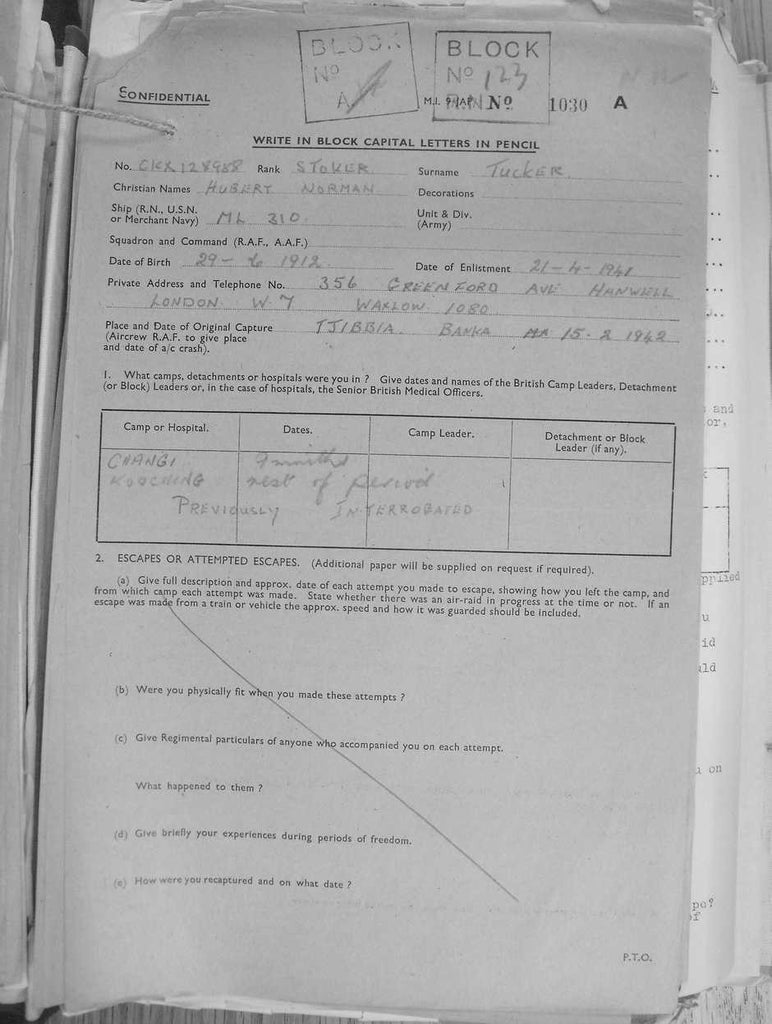 BLOCK
No
BLOCK
No 123
CONFIDENTIAL
M.I. 9/JAP No 1030 A
WRITE IN BLOCK CAPITAL LETTERS IN PENCIL
No. Rank STOKER Surname TUCKER.
Christian Names HUBERT NORMAN Decorations
Ship (R.N., U.S.N. or Merchant Navy) ML 310 Unit & Div. (Army)
Squadron and Command (R.A.F., A.A.F.)
Date of Birth 29 - 6 1912 Date of Enlistment 21-4-1941
Private Address and Telephone No. 356 GREENFORD AVE HANWELL
LONDON W.7 WAXLOW 1080
Place and Date of Original Capture TJIBBIA BANKA 15.2 1942
(Aircrew R.A.F. to give place
and date of a/c crash).
1. What camps, detachments or hospitals were you in ? Give dates and names of the British Camp Leaders, Detachment
(or Block) Leaders or, in the case of hospitals, the Senior British Medical Officers.
Camp or Hospital. Dates. Camp Leader. Detachment or Block Leader (if any).
CHANGI 9 months
KOOCHING rest of period
PREVIOUSLY INTERROGATED
2. ESCAPES OR ATTEMPTED ESCAPES. (Additional paper will be supplied on request if required).
(a) Give full description and approx. date of each attempt you made to escape, showing how you left the camp, and
from which camp each attempt was made. State whether there was an air-raid in progress at the time or not. If an
escape was made from a train or vehicle the approx. speed and how it was guarded should be included.
(b) Were you physically fit when you made these attempts ?
(c) Give Regimental particulars of anyone who accompanied you on each attempt.
What happened to them ?
(d) Give briefly your experiences during periods of freedom.
(e) How were you recaptured and on what date ?
P.T.O.